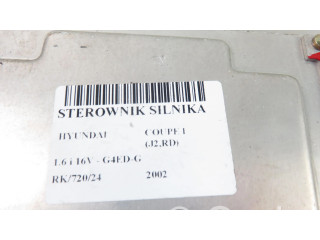 STEROWNIK SILNIKA
HYUNDAI COUPE I
(J2,RD)
1.6 i 16V - G4ED-G
RK/720/24 2002